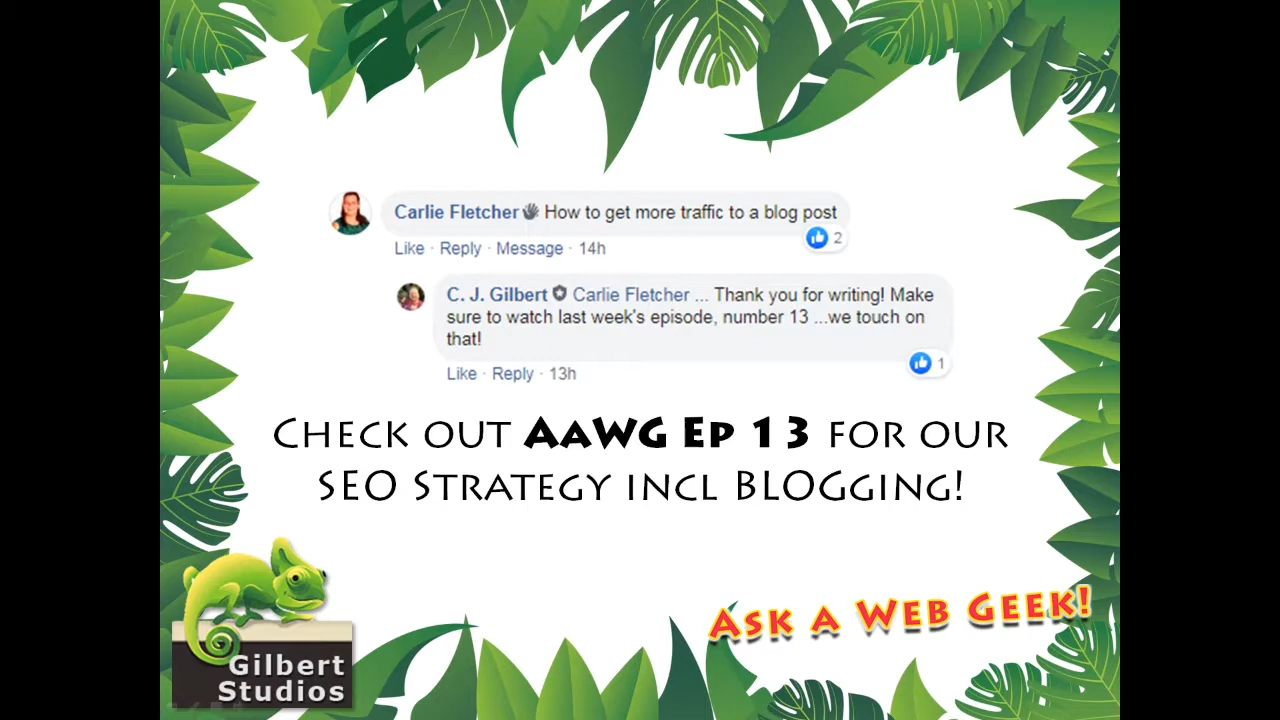 Carlie Fletcher How to get more traffic to a blog post
2
Like · Reply · Message · 14h
C. J. Gilbert Carlie Fletcher ... Thank you for writing! Make
sure to watch last week's episode, number 13 ...we touch on
that!
1
Like · Reply · 13h
Check out AaWG Ep 13 for our
SEO Strategy incl BLOGging!
Ask a Web Geek!
Gilbert
Studios